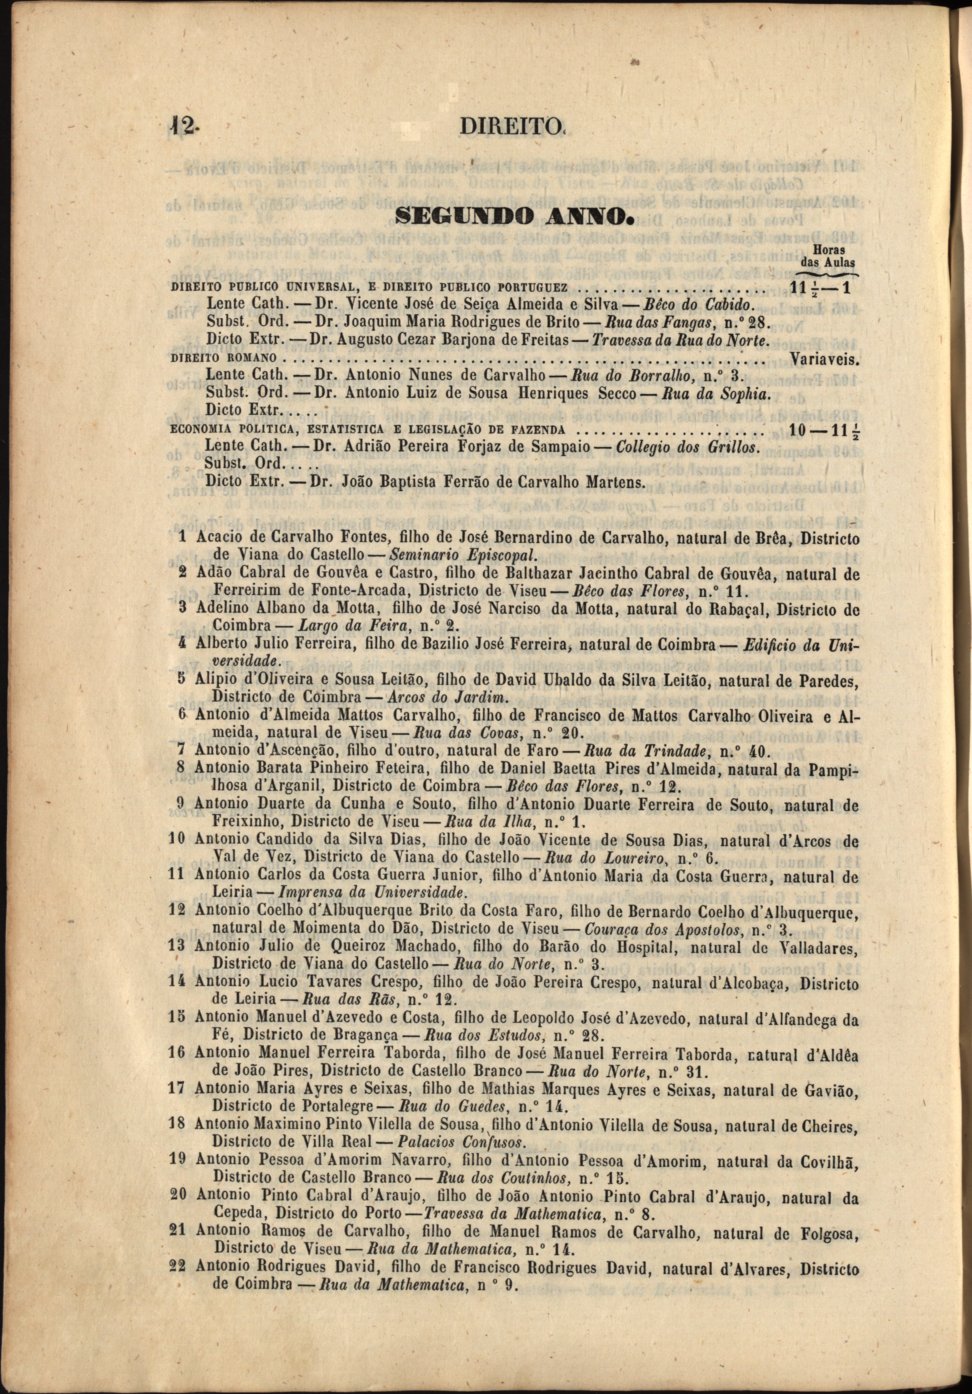 12
DIREITO.
SEGUNDO ANNO.
Horas
das Aulas
DIREITO PUBLICO UNIVERSAL, E DIREITO PUBLICO PORTUGUEZ ...................... 11 ½ — 1
Lente Cath. — Dr. Vicente José de Seiça Almeida e Silva — Bêco do Cabido.
Subst. Ord. — Dr. Joaquim Maria Rodrigues de Brito — Rua das Fangas, n.º 28.
Dicto Extr. — Dr. Augusto Cezar Barjona de Freitas — Travessa da Rua do Norte.
DIREITO ROMANO ...................................................... Variaveis.
Lente Cath. — Dr. Antonio Nunes de Carvalho — Rua do Borralho, n.º 3.
Subst. Ord. — Dr. Antonio Luiz de Sousa Henriques Secco — Rua da Sophia.
Dicto Extr.....
ECONOMIA POLITICA, ESTATISTICA E LEGISLAÇÃO DE FAZENDA ...................... 10 — 11 ½
Lente Cath. — Dr. Adrião Pereira Forjaz de Sampaio — Collegio dos Grillos.
Subst. Ord.....
Dicto Extr. — Dr. João Baptista Ferrão de Carvalho Martens.
1 Acacio de Carvalho Fontes, filho de José Bernardino de Carvalho, natural de Brêa, Districto
de Viana do Castello — Seminario Episcopal.
2 Adão Cabral de Gouvêa e Castro, filho de Balthazar Jacintho Cabral de Gouvêa, natural de
Ferreirim de Fonte-Arcada, Districto de Viseu — Bêco das Flores, n.º 11.
3 Adelino Albano da Motta, filho de José Narciso da Motta, natural do Rabaçal, Districto de
Coimbra — Largo da Feira, n.º 2.
4 Alberto Julio Ferreira, filho de Bazilio José Ferreira, natural de Coimbra — Edificio da Uni-
versidade.
5 Alipio d'Oliveira e Sousa Leitão, filho de David Ubaldo da Silva Leitão, natural de Paredes,
Districto de Coimbra — Arcos do Jardim.
6 Antonio d'Almeida Mattos Carvalho, filho de Francisco de Mattos Carvalho Oliveira e Al-
meida, natural de Viseu — Rua das Covas, n.º 20.
7 Antonio d'Ascenção, filho d'outro, natural de Faro — Rua da Trindade, n.º 40.
8 Antonio Barata Pinheiro Feteira, filho de Daniel Baetta Pires d'Almeida, natural da Pampi-
lhosa d'Arganil, Districto de Coimbra — Bêco das Flores, n.º 12.
9 Antonio Duarte da Cunha e Souto, filho d'Antonio Duarte Ferreira de Souto, natural de
Freixinho, Districto de Viseu — Rua da Ilha, n.º 1.
10 Antonio Candido da Silva Dias, filho de João Vicente de Sousa Dias, natural d'Arcos de
Val de Vez, Districto de Viana do Castello — Rua do Loureiro, n.º 6.
11 Antonio Carlos da Costa Guerra Junior, filho d'Antonio Maria da Costa Guerra, natural de
Leiria — Imprensa da Universidade.
12 Antonio Coelho d'Albuquerque Brito da Costa Faro, filho de Bernardo Coelho d'Albuquerque,
natural de Moimenta do Dão, Districto de Viseu — Couraça dos Apostolos, n.º 3.
13 Antonio Julio de Queiroz Machado, filho do Barão do Hospital, natural de Valladares,
Districto de Viana do Castello — Rua do Norte, n.º 3.
14 Antonio Lucio Tavares Crespo, filho de João Pereira Crespo, natural d'Alcobaça, Districto
de Leiria — Rua das Rãs, n.º 12.
15 Antonio Manuel d'Azevedo e Costa, filho de Leopoldo José d'Azevedo, natural d'Alfandega da
Fé, Districto de Bragança — Rua dos Estudos, n.º 28.
16 Antonio Manuel Ferreira Taborda, filho de José Manuel Ferreira Taborda, natural d'Aldêa
de João Pires, Districto de Castello Branco — Rua do Norte, n.º 31.
17 Antonio Maria Ayres e Seixas, filho de Mathias Marques Ayres e Seixas, natural de Gavião,
Districto de Portalegre — Rua do Guedes, n.º 14.
18 Antonio Maximino Pinto Vilella de Sousa, filho d'Antonio Vilella de Sousa, natural de Cheires,
Districto de Villa Real — Palacios Confusos.
19 Antonio Pessoa d'Amorim Navarro, filho d'Antonio Pessoa d'Amorim, natural da Covilhã,
Districto de Castello Branco — Rua dos Coutinhos, n.º 15.
20 Antonio Pinto Cabral d'Araujo, filho de João Antonio Pinto Cabral d'Araujo, natural da
Cepeda, Districto do Porto — Travessa da Mathematica, n.º 8.
21 Antonio Ramos de Carvalho, filho de Manuel Ramos de Carvalho, natural de Folgosa,
Districto de Viseu — Rua da Mathematica, n.º 14.
22 Antonio Rodrigues David, filho de Francisco Rodrigues David, natural d'Alvares, Districto
de Coimbra — Rua da Mathematica, n º 9.